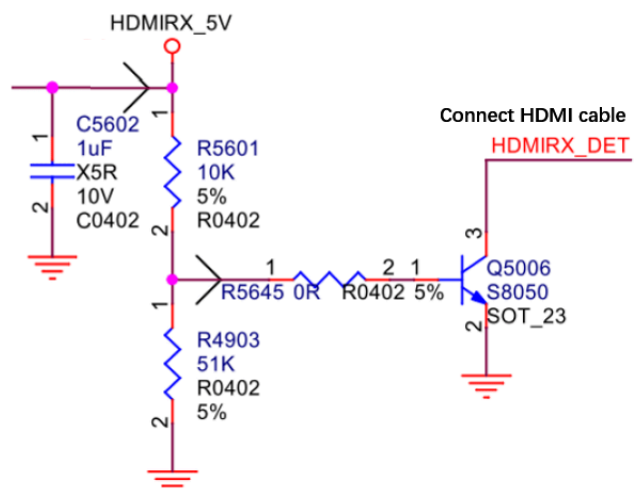 HDMIRX_5V
1
C5602
1uF
X5R
10V
C0402
2
1
R5601
10K
5%
R0402
2
Connect HDMI cable
HDMIRX_DET
1
R5645 0R
2
R0402 5%
1
3
Q5006
S8050
SOT_23
2
1
R4903
51K
R0402
5%
2